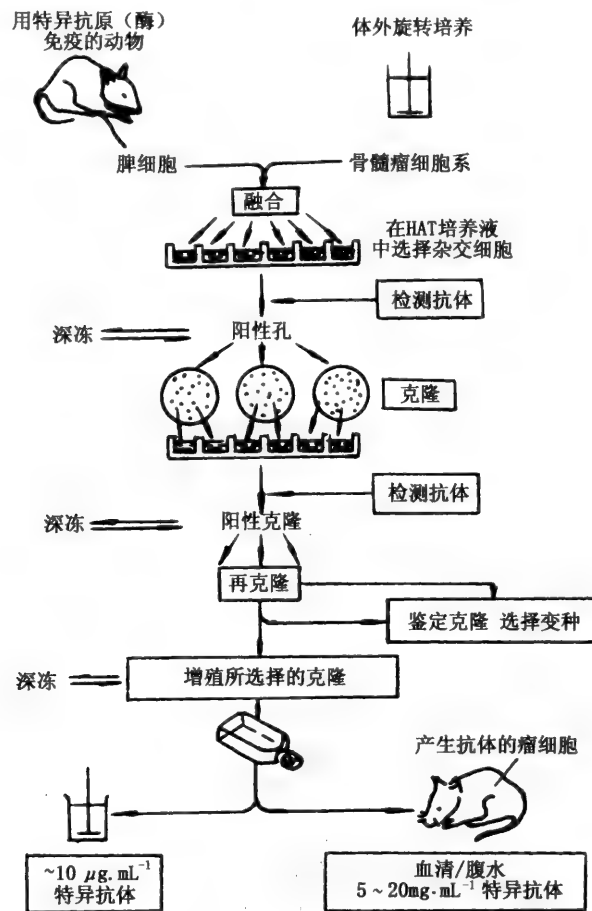 用特异抗原（酶）
免疫的动物
体外旋转培养
脾细胞
骨髓瘤细胞系
融合
在HAT培养液
中选择杂交细胞
检测抗体
深冻
阳性孔
克隆
检测抗体
深冻
阳性克隆
再克隆
鉴定克隆 选择变种
深冻
增殖所选择的克隆
产生抗体的瘤细胞
~10 μg.mL⁻¹
特异抗体
血清/腹水
5~20mg·mL⁻¹ 特异抗体